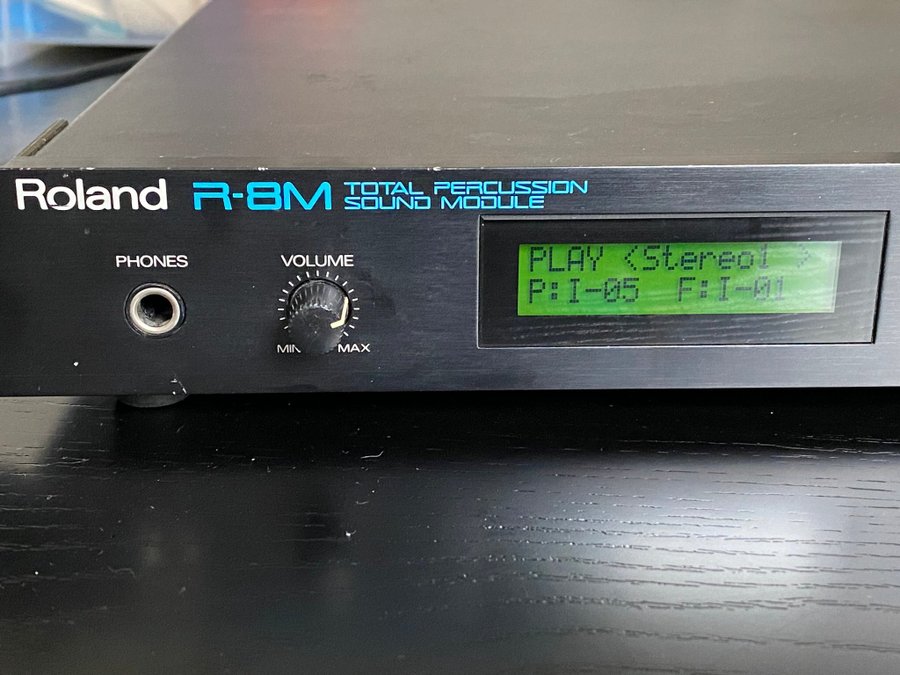 Roland R-8M TOTAL PERCUSSION
SOUND MODULE
PHONES
VOLUME
MIN MAX
PLAY <Stereo1 >
P:I-05 F:I-01